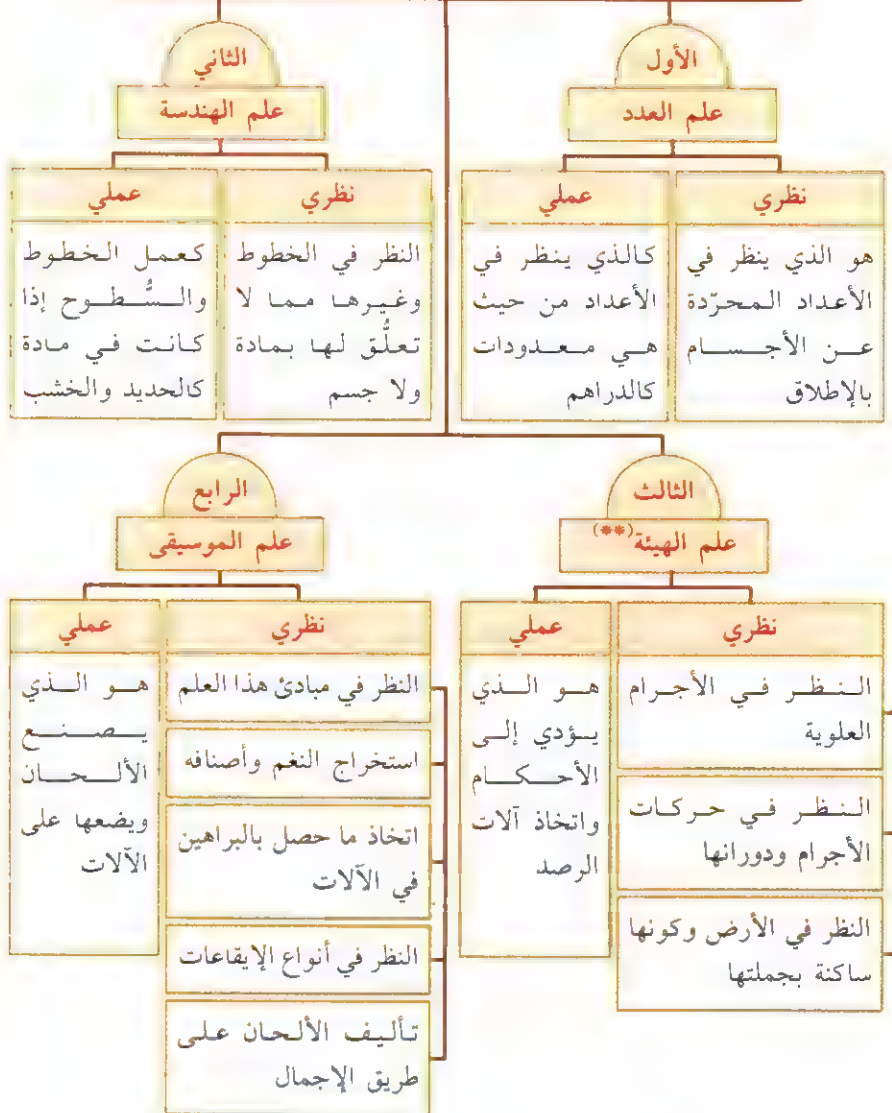 الأول
علم العدد
نظري
هو الذي ينظر في
الأعداد المجرّدة
عن الأجسام
بالإطلاق
عملي
كالذي ينظر في
الأعداد من حيث
هي معدودات
كالدراهم
الثاني
علم الهندسة
نظري
النظر في الخطوط
وغيرها مما لا
تعلُّق لها بمادة
ولا جسم
عملي
كعمل الخطوط
والسُّطوح إذا
كانت في مادة
كالحديد والخشب
الثالث
علم الهيئة(**)
نظري
النظر في الأجرام
العلوية
النظر في حركات
الأجرام ودورانها
النظر في الأرض وكونها
ساكنة بجملتها
عملي
هو الذي
يؤدي إلى
الأحكام
واتخاذ آلات
الرصد
الرابع
علم الموسيقى
نظري
النظر في مبادئ هذا العلم
استخراج النغم وأصنافه
اتخاذ ما حصل بالبراهين
في الآلات
النظر في أنواع الإيقاعات
تأليف الألحان على
طريق الإجمال
عملي
هو الذي
يصنع
الألحان
ويضعها على
الآلات